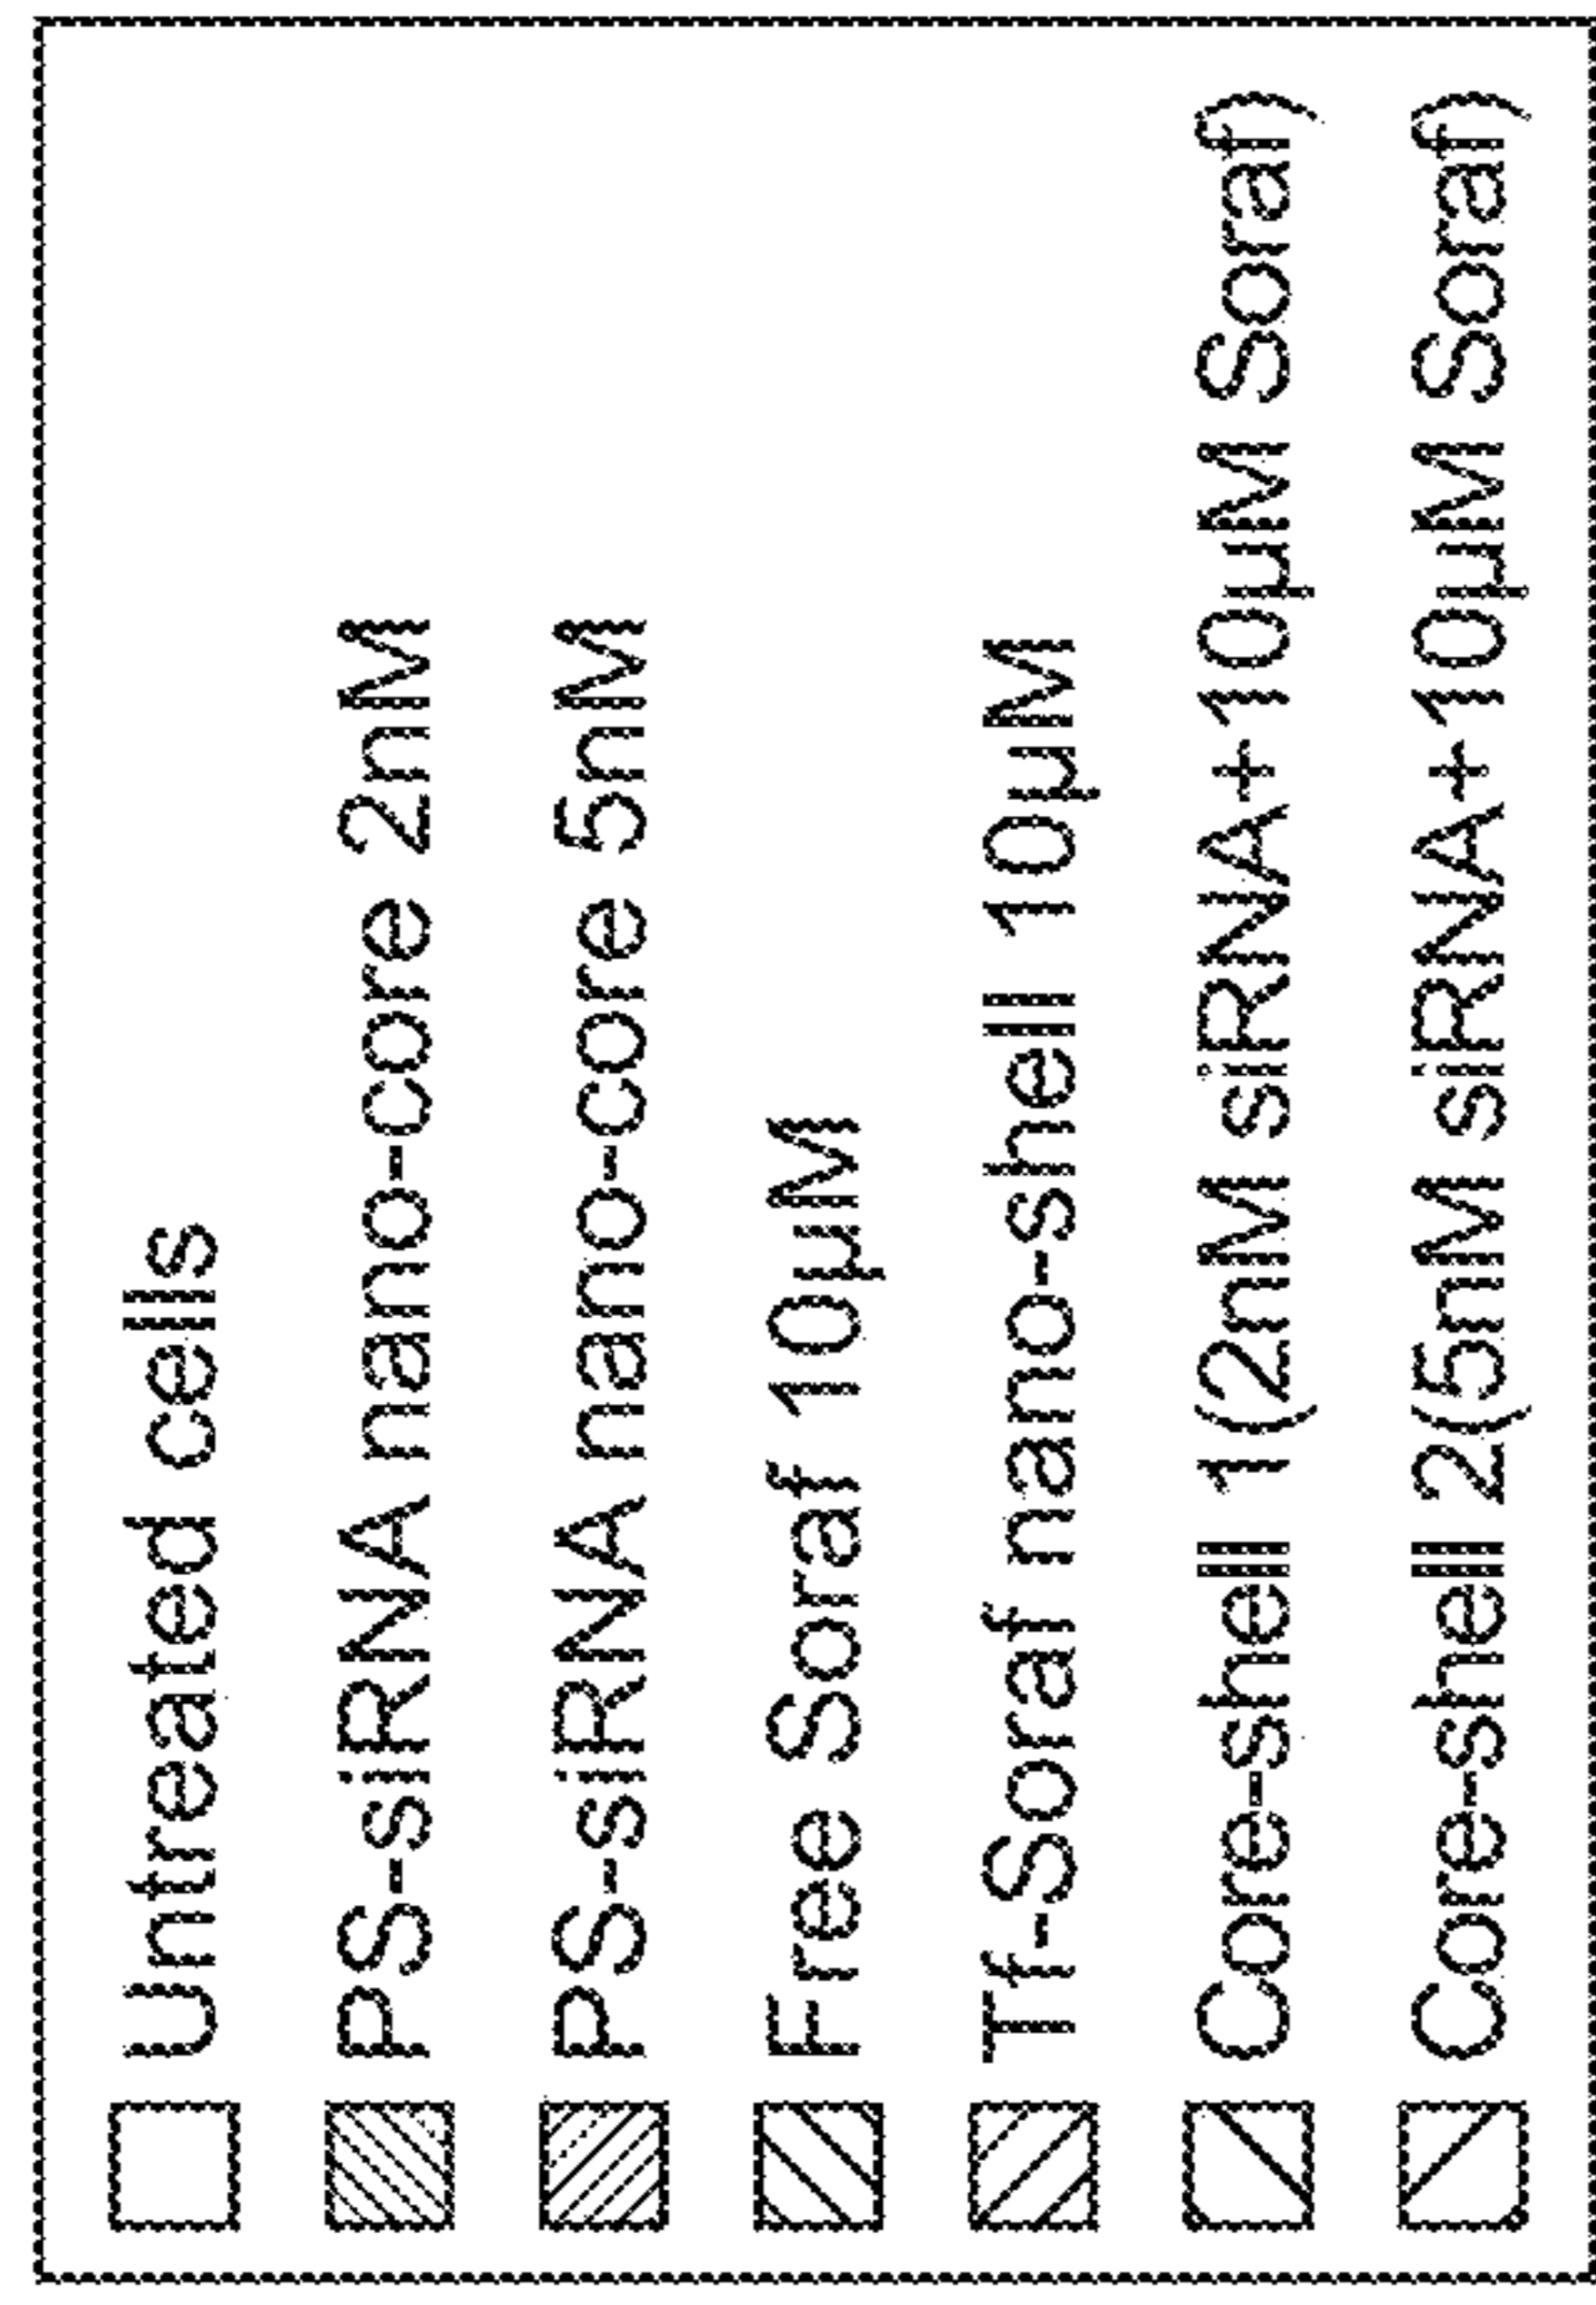 Untreated cells
PS-siRNA nano-core 2nM
PS-siRNA nano-core 5nM
Free Soraf 10µM
Tf-Soraf nano-shell 10µM
Core-shell 1(2nM siRNA+10µM Soraf)
Core-shell 2(5nM siRNA+10µM Soraf)